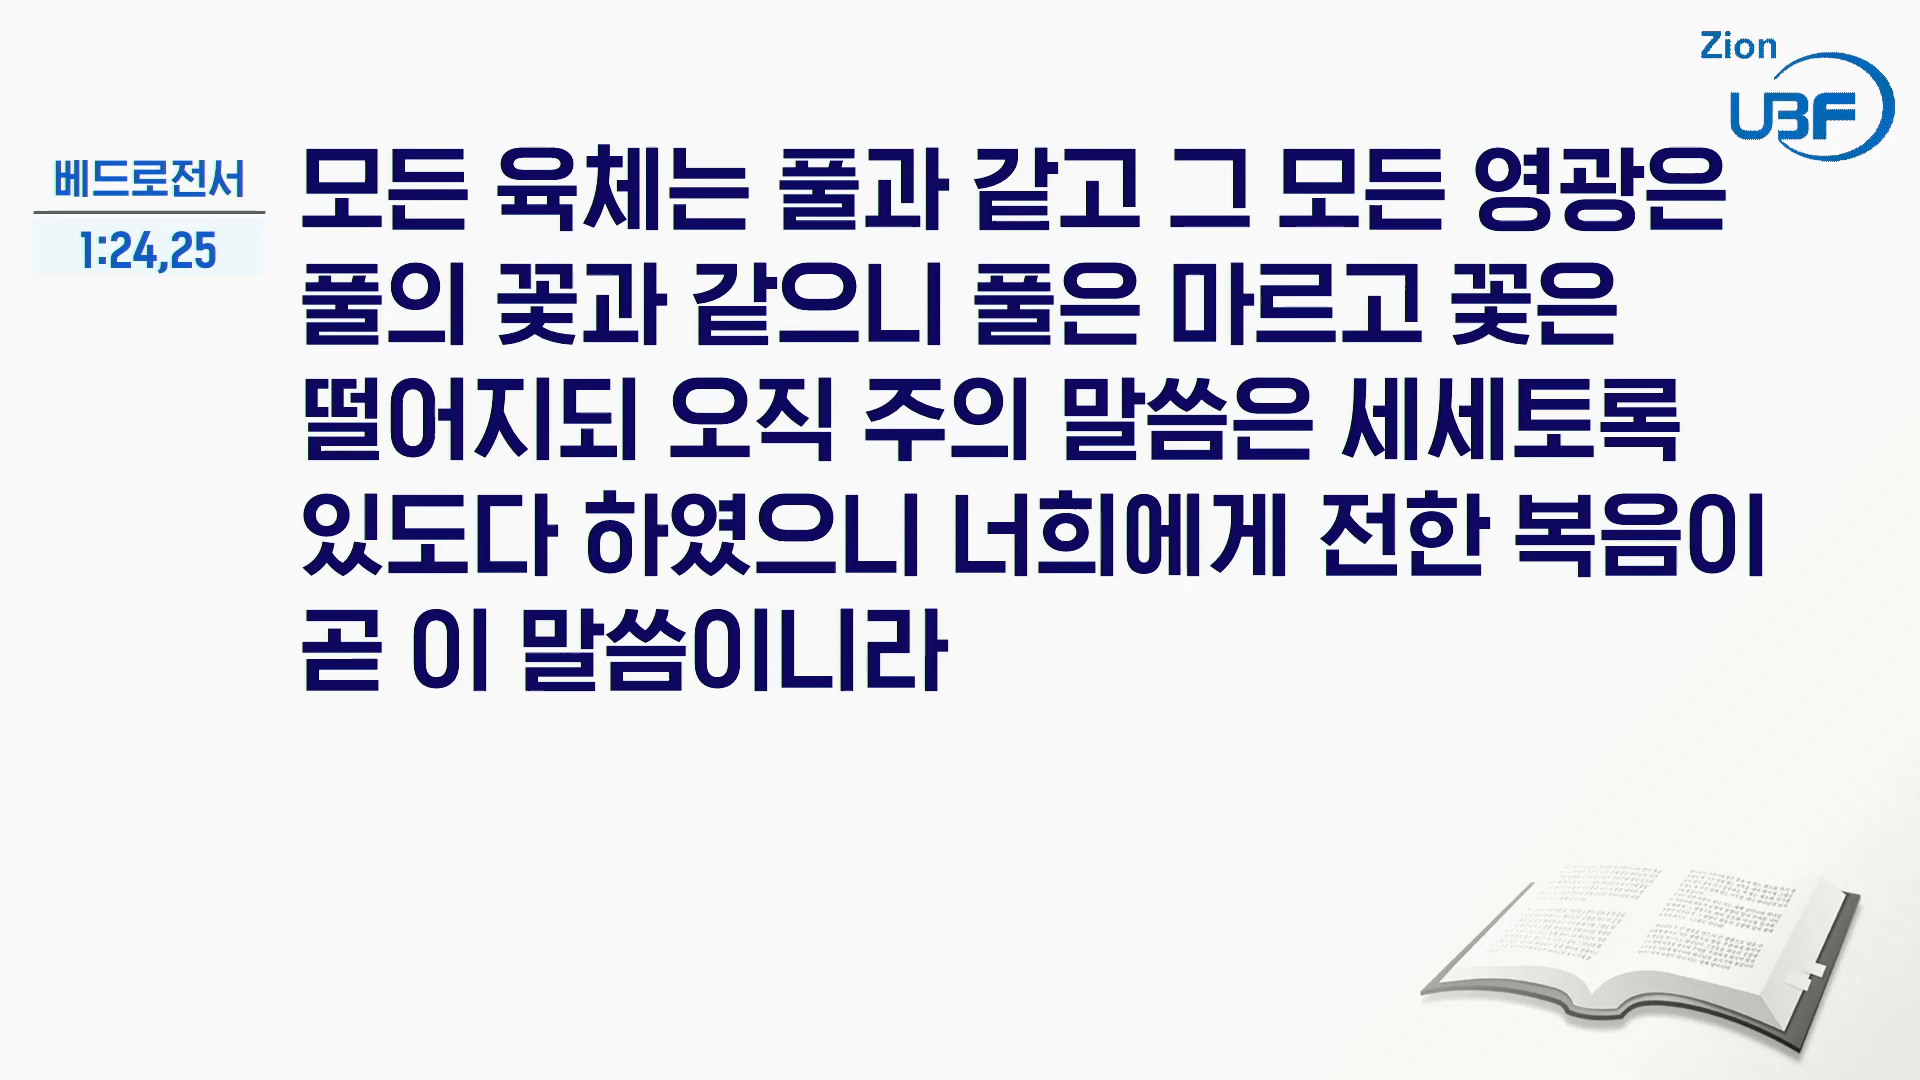 Zion
UBF
베드로전서
1:24,25
모든 육체는 풀과 같고 그 모든 영광은
풀의 꽃과 같으니 풀은 마르고 꽃은
떨어지되 오직 주의 말씀은 세세토록
있도다 하였으니 너희에게 전한 복음이
곧 이 말씀이니라